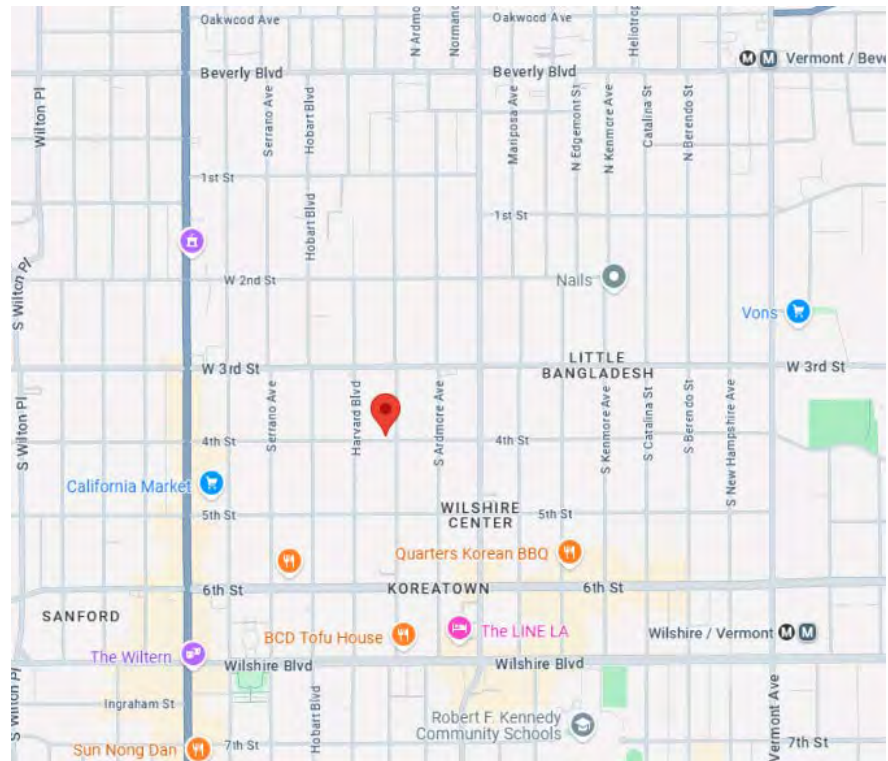 Oakwood Ave
Oakwood Ave
N Ardmo
Norman
Heliotrop
Wilton Pl
Beverly Blvd
Beverly Blvd
M M Vermont / Beve
Serrano Ave
Hobart Blvd
Mariposa Ave
N Edgemont St
N Kenmore Ave
Catalina St
N Berendo St
1st St
1st St
Hobart Blvd
S Wilton Pl
W 2nd St
Nails
Vons
LITTLE
BANGLADESH
W 3rd St
W 3rd St
S Wilton Pl
Serrano Ave
Harvard Blvd
S Ardmore Ave
S Kenmore Ave
S Catalina St
S Berendo St
S New Hampshire Ave
4th St
4th St
California Market
WILSHIRE
CENTER
5th St
5th St
Quarters Korean BBQ
6th St
KOREATOWN
6th St
SANFORD
BCD Tofu House
The LINE LA
Wilshire / Vermont M M
The Wiltern
Wilshire Blvd
Wilshire Blvd
S Wilton Pl
Ingraham St
Hobart Blvd
Robert F. Kennedy
Community Schools
Vermont Ave
Sun Nong Dan
7th St
7th St